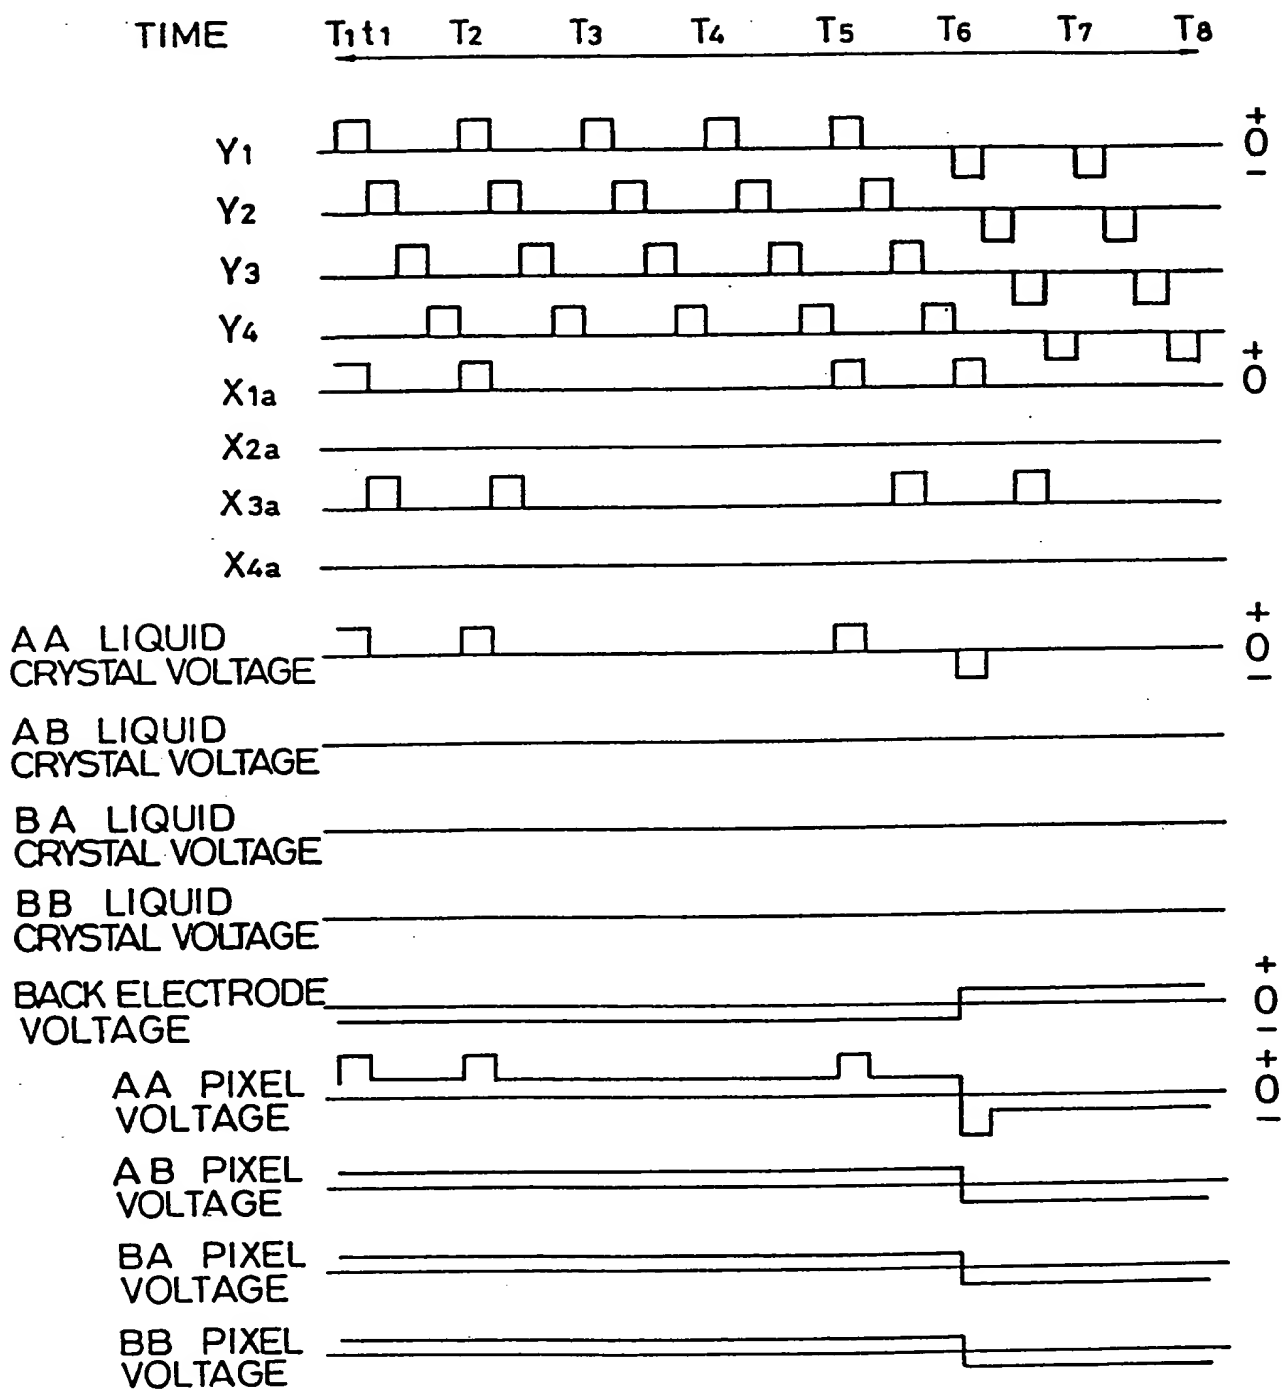 TIME T1 t1 T2 T3 T4 T5 T6 T7 T8
Y1 + 0 −
Y2
Y3
Y4
X1a + 0
X2a
X3a
X4a
AA LIQUID
CRYSTAL VOLTAGE + 0 −
AB LIQUID
CRYSTAL VOLTAGE
BA LIQUID
CRYSTAL VOLTAGE
BB LIQUID
CRYSTAL VOLTAGE
BACK ELECTRODE
VOLTAGE + 0 −
AA PIXEL
VOLTAGE + 0 −
AB PIXEL
VOLTAGE
BA PIXEL
VOLTAGE
BB PIXEL
VOLTAGE